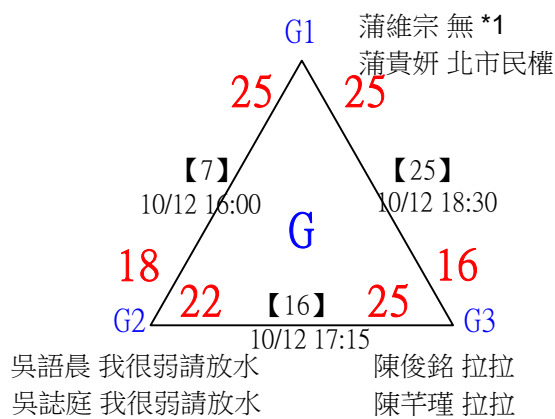 G1
蒲維宗 無 *1
蒲貴妍 北市民權
25
25
【7】
10/12 16:00
【25】
10/12 18:30
G
18
16
22
【16】
25
G2
G3
10/12 17:15
吳語晨 我很弱請放水
陳俊銘 拉拉
吳誌庭 我很弱請放水
陳芊瑾 拉拉